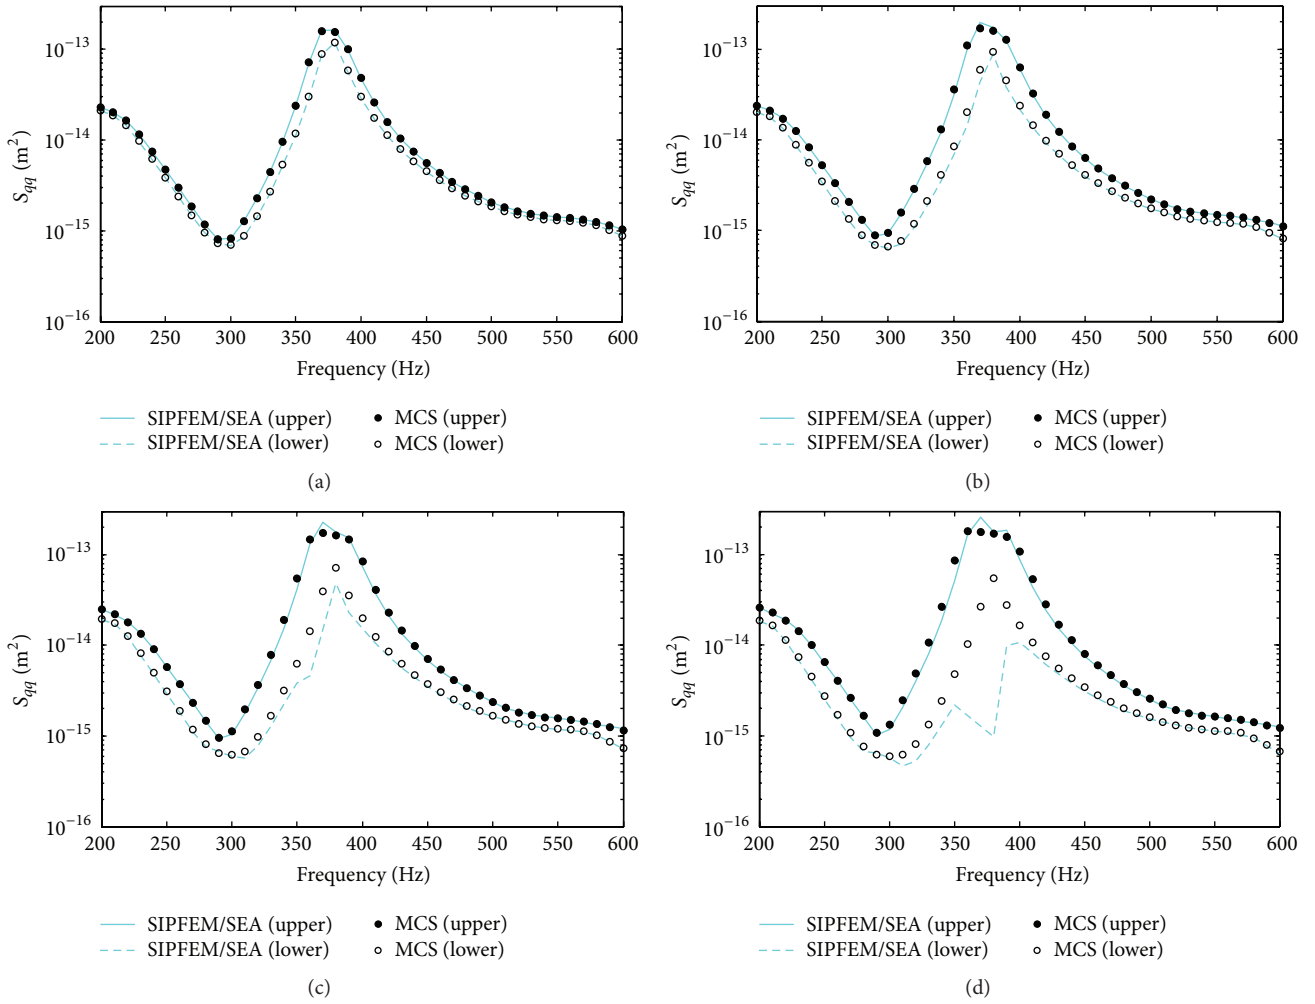 S_qq (m²)
10⁻¹³
10⁻¹⁴
10⁻¹⁵
10⁻¹⁶
200 250 300 350 400 450 500 550 600
Frequency (Hz)
SIPFEM/SEA (upper) MCS (upper)
SIPFEM/SEA (lower) MCS (lower)
(a)
S_qq (m²)
10⁻¹³
10⁻¹⁴
10⁻¹⁵
10⁻¹⁶
200 250 300 350 400 450 500 550 600
Frequency (Hz)
SIPFEM/SEA (upper) MCS (upper)
SIPFEM/SEA (lower) MCS (lower)
(b)
S_qq (m²)
10⁻¹³
10⁻¹⁴
10⁻¹⁵
10⁻¹⁶
200 250 300 350 400 450 500 550 600
Frequency (Hz)
SIPFEM/SEA (upper) MCS (upper)
SIPFEM/SEA (lower) MCS (lower)
(c)
S_qq (m²)
10⁻¹³
10⁻¹⁴
10⁻¹⁵
10⁻¹⁶
200 250 300 350 400 450 500 550 600
Frequency (Hz)
SIPFEM/SEA (upper) MCS (upper)
SIPFEM/SEA (lower) MCS (lower)
(d)